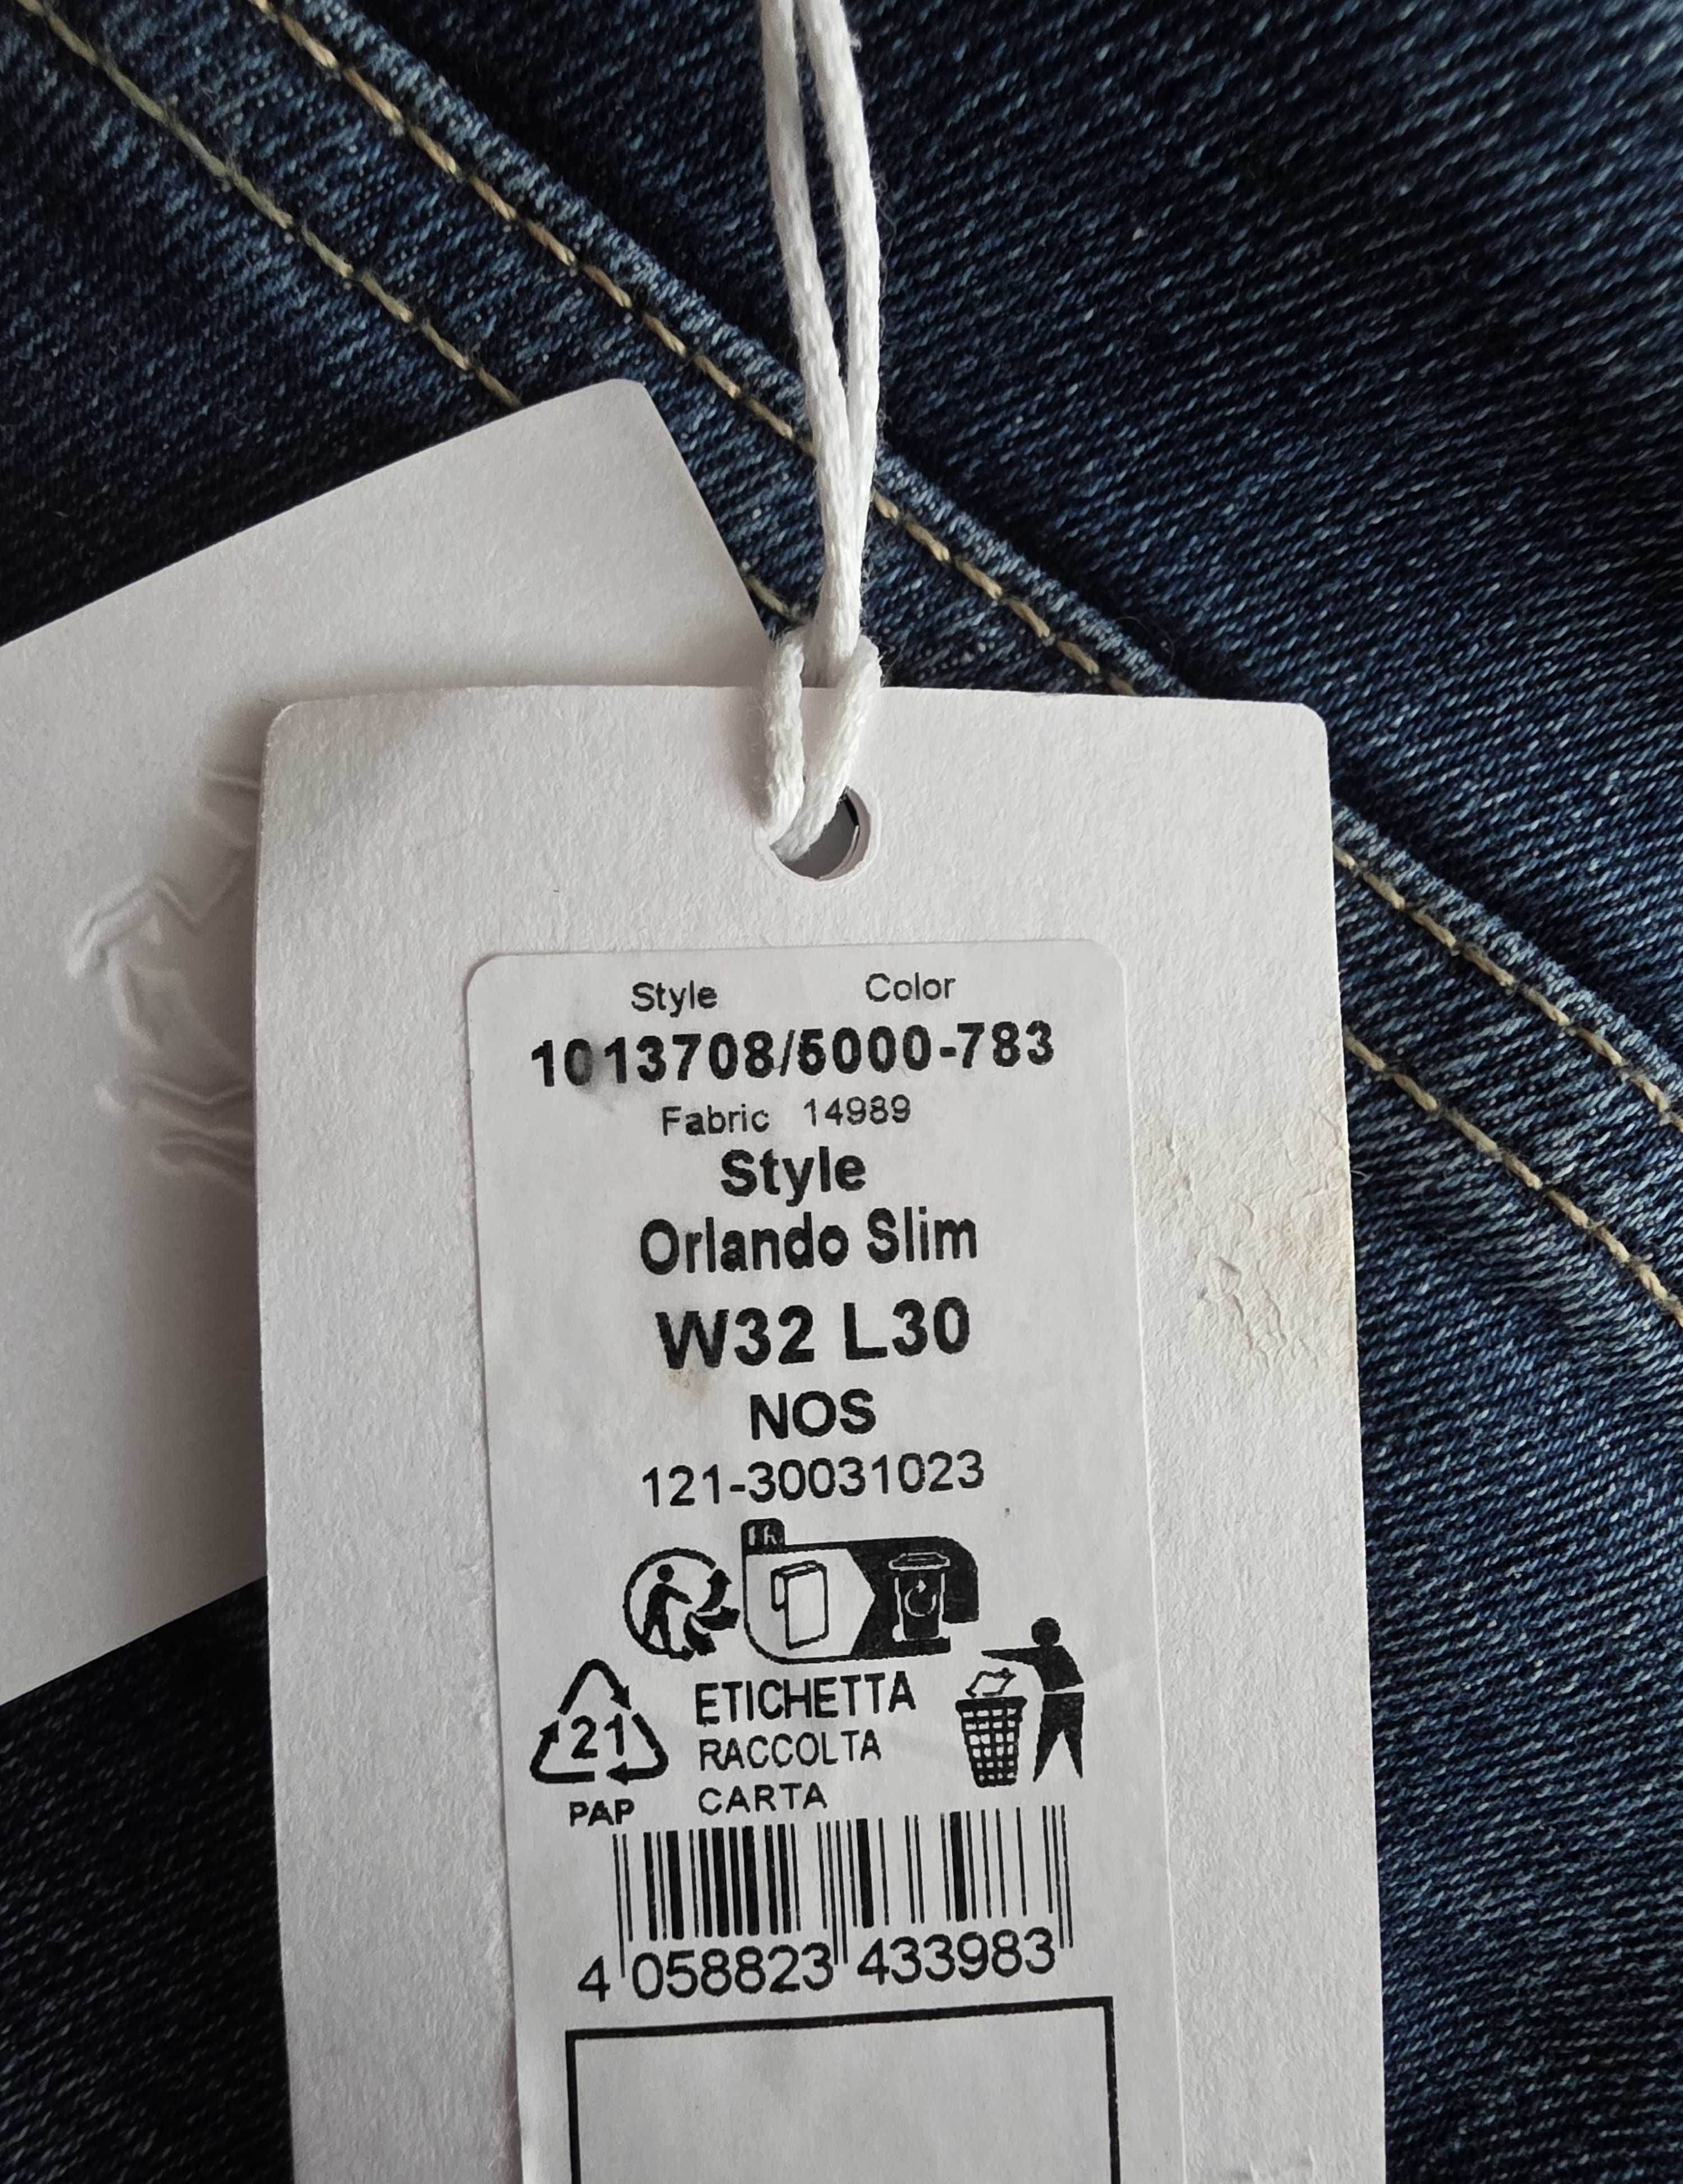 Style Color
1013708/5000-783
Fabric 14989
Style
Orlando Slim
W32 L30
NOS
121-30031023
FR
21
PAP
ETICHETTA
RACCOLTA
CARTA
4 058823 433983